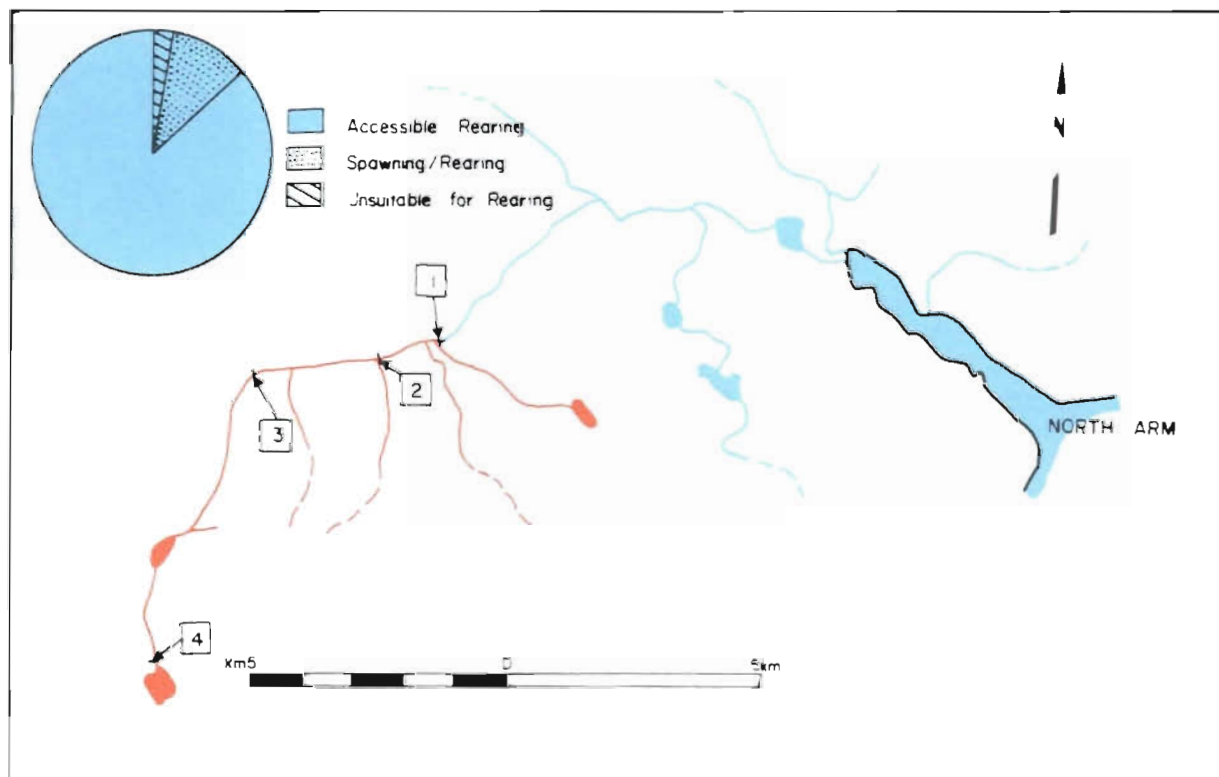 Accessible Rearing
Spawning/Rearing
Unsuitable for Rearing
N
1
2
3
4
NORTH ARM
Km5 0 5km